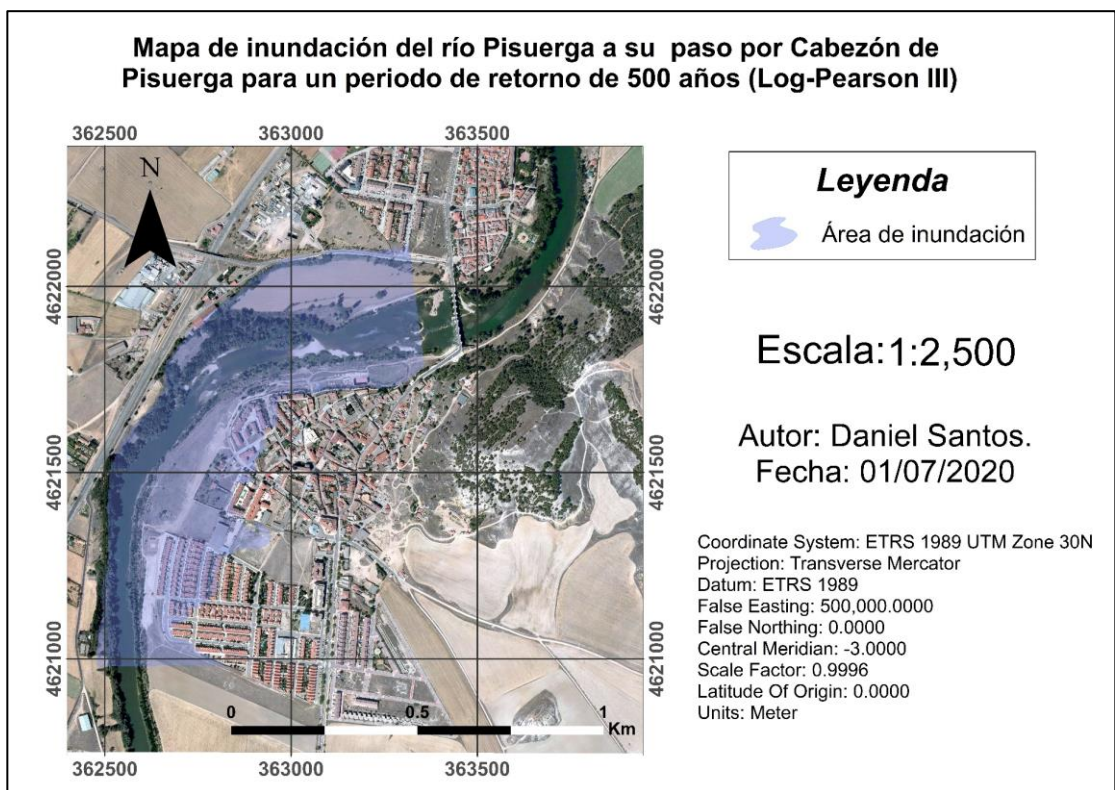 Mapa de inundación del río Pisuerga a su paso por Cabezón de
Pisuerga para un periodo de retorno de 500 años (Log-Pearson III)
362500 363000 363500
N
4622000 4622000
4621500 4621500
4621000 4621000
0 0.5 1
Km
362500 363000 363500
Leyenda
Área de inundación
Escala: 1:2,500
Autor: Daniel Santos.
Fecha: 01/07/2020
Coordinate System: ETRS 1989 UTM Zone 30N
Projection: Transverse Mercator
Datum: ETRS 1989
False Easting: 500,000.0000
False Northing: 0.0000
Central Meridian: -3.0000
Scale Factor: 0.9996
Latitude Of Origin: 0.0000
Units: Meter